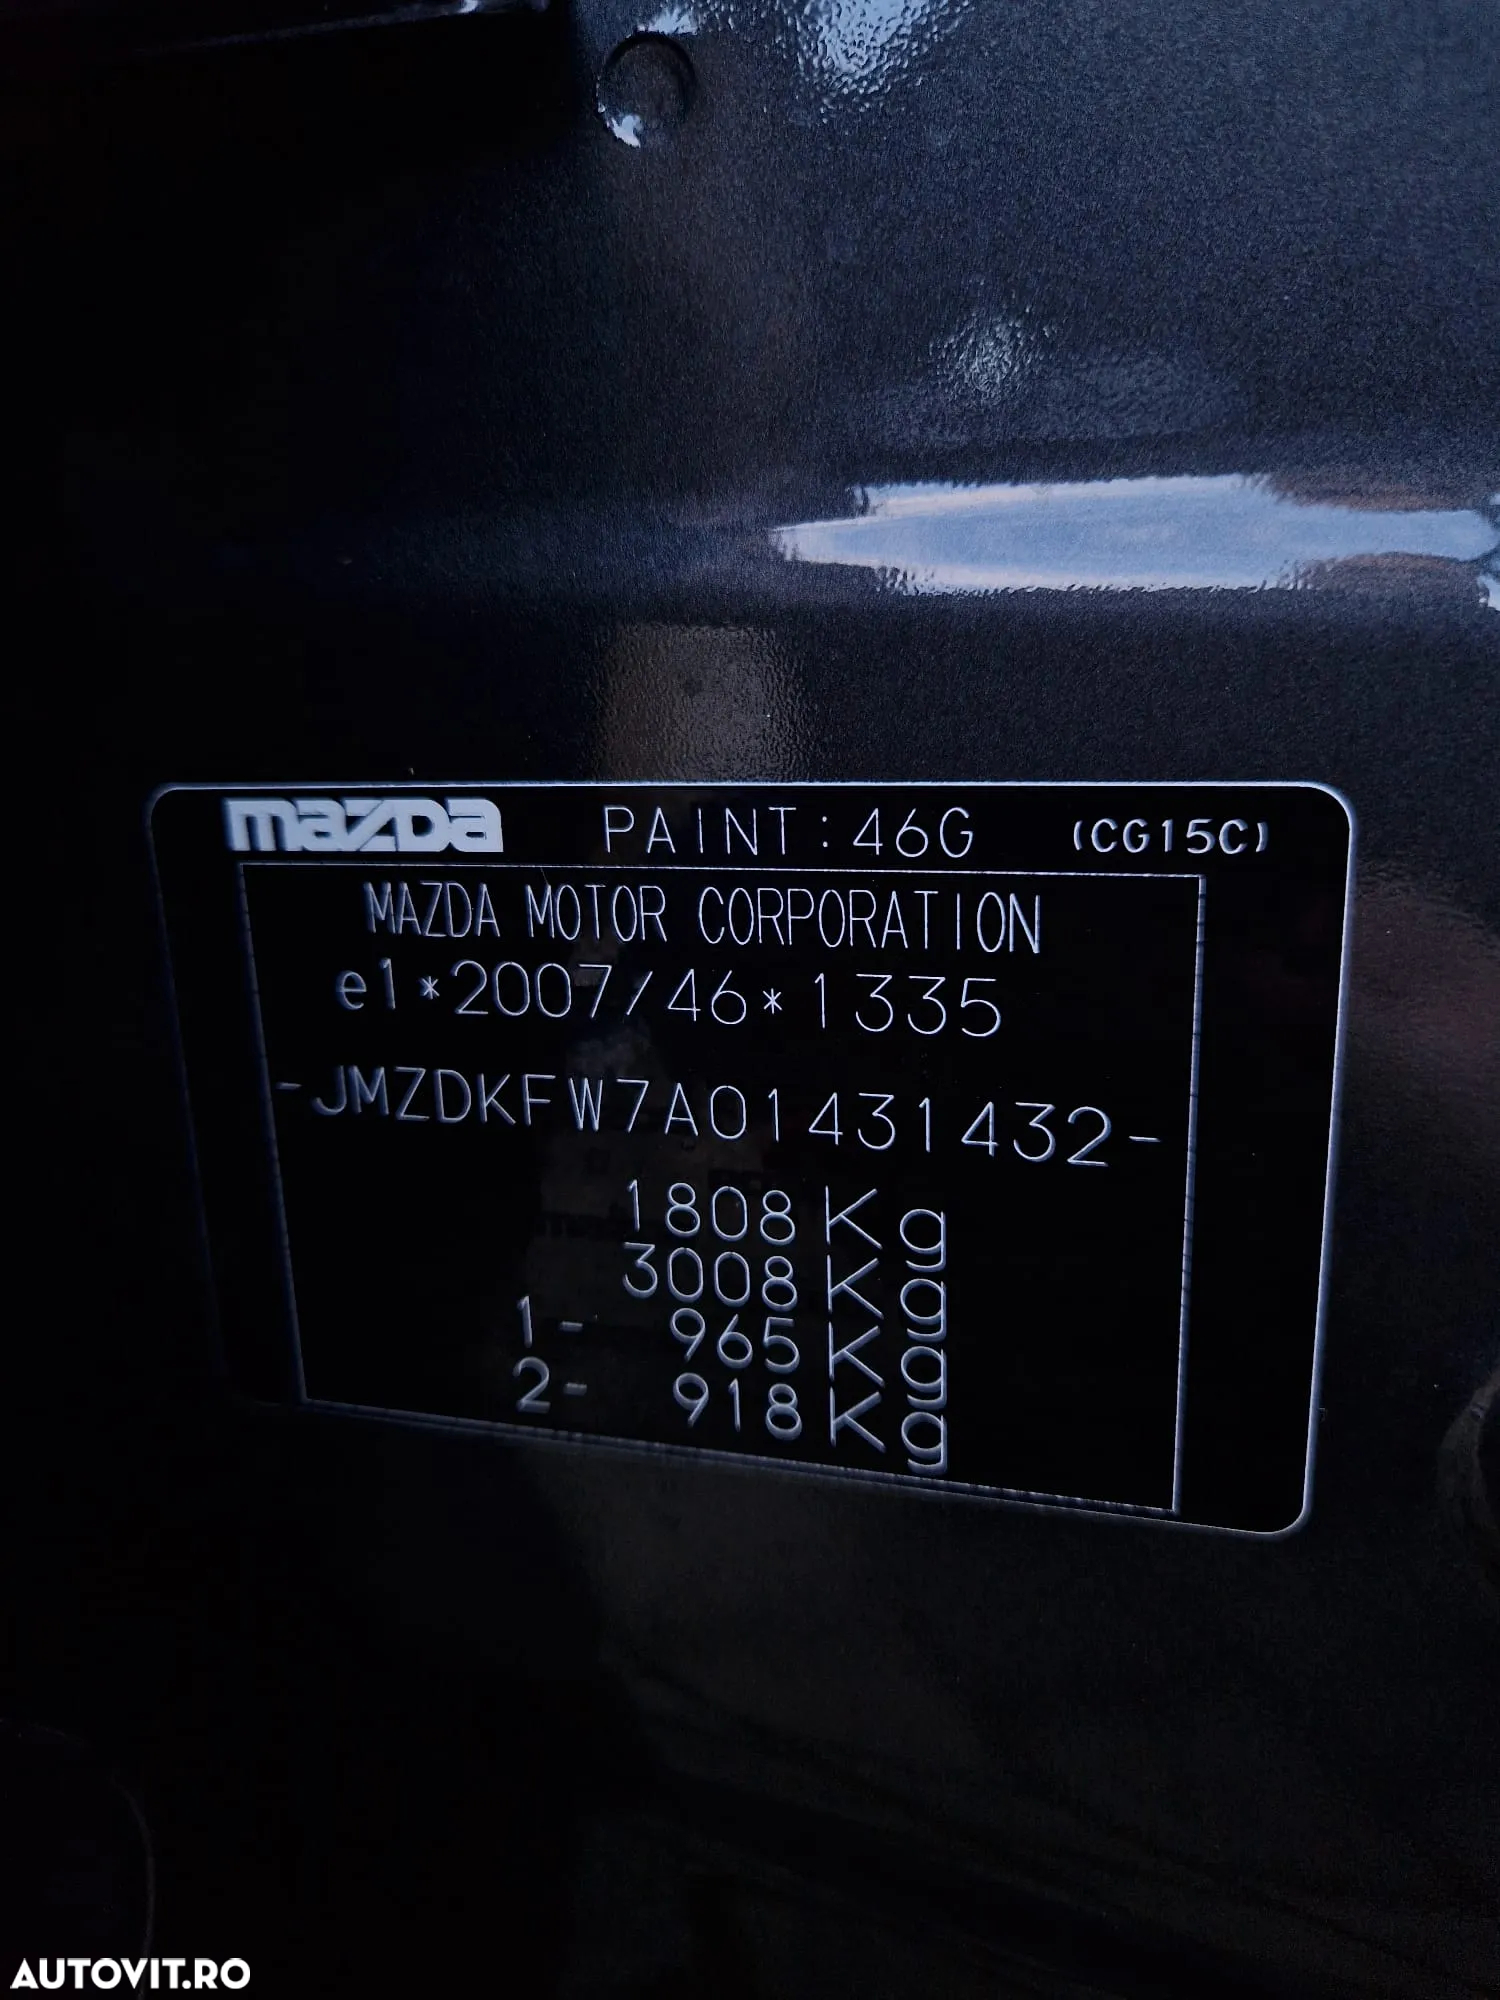 mazda PAINT:46G (CG15C)
MAZDA MOTOR CORPORATION
e1*2007/46*1335
-JMZDKFW7A01431432-
1808Kg
3008Kg
1- 965Kg
2- 918Kg
AUTOVIT.RO